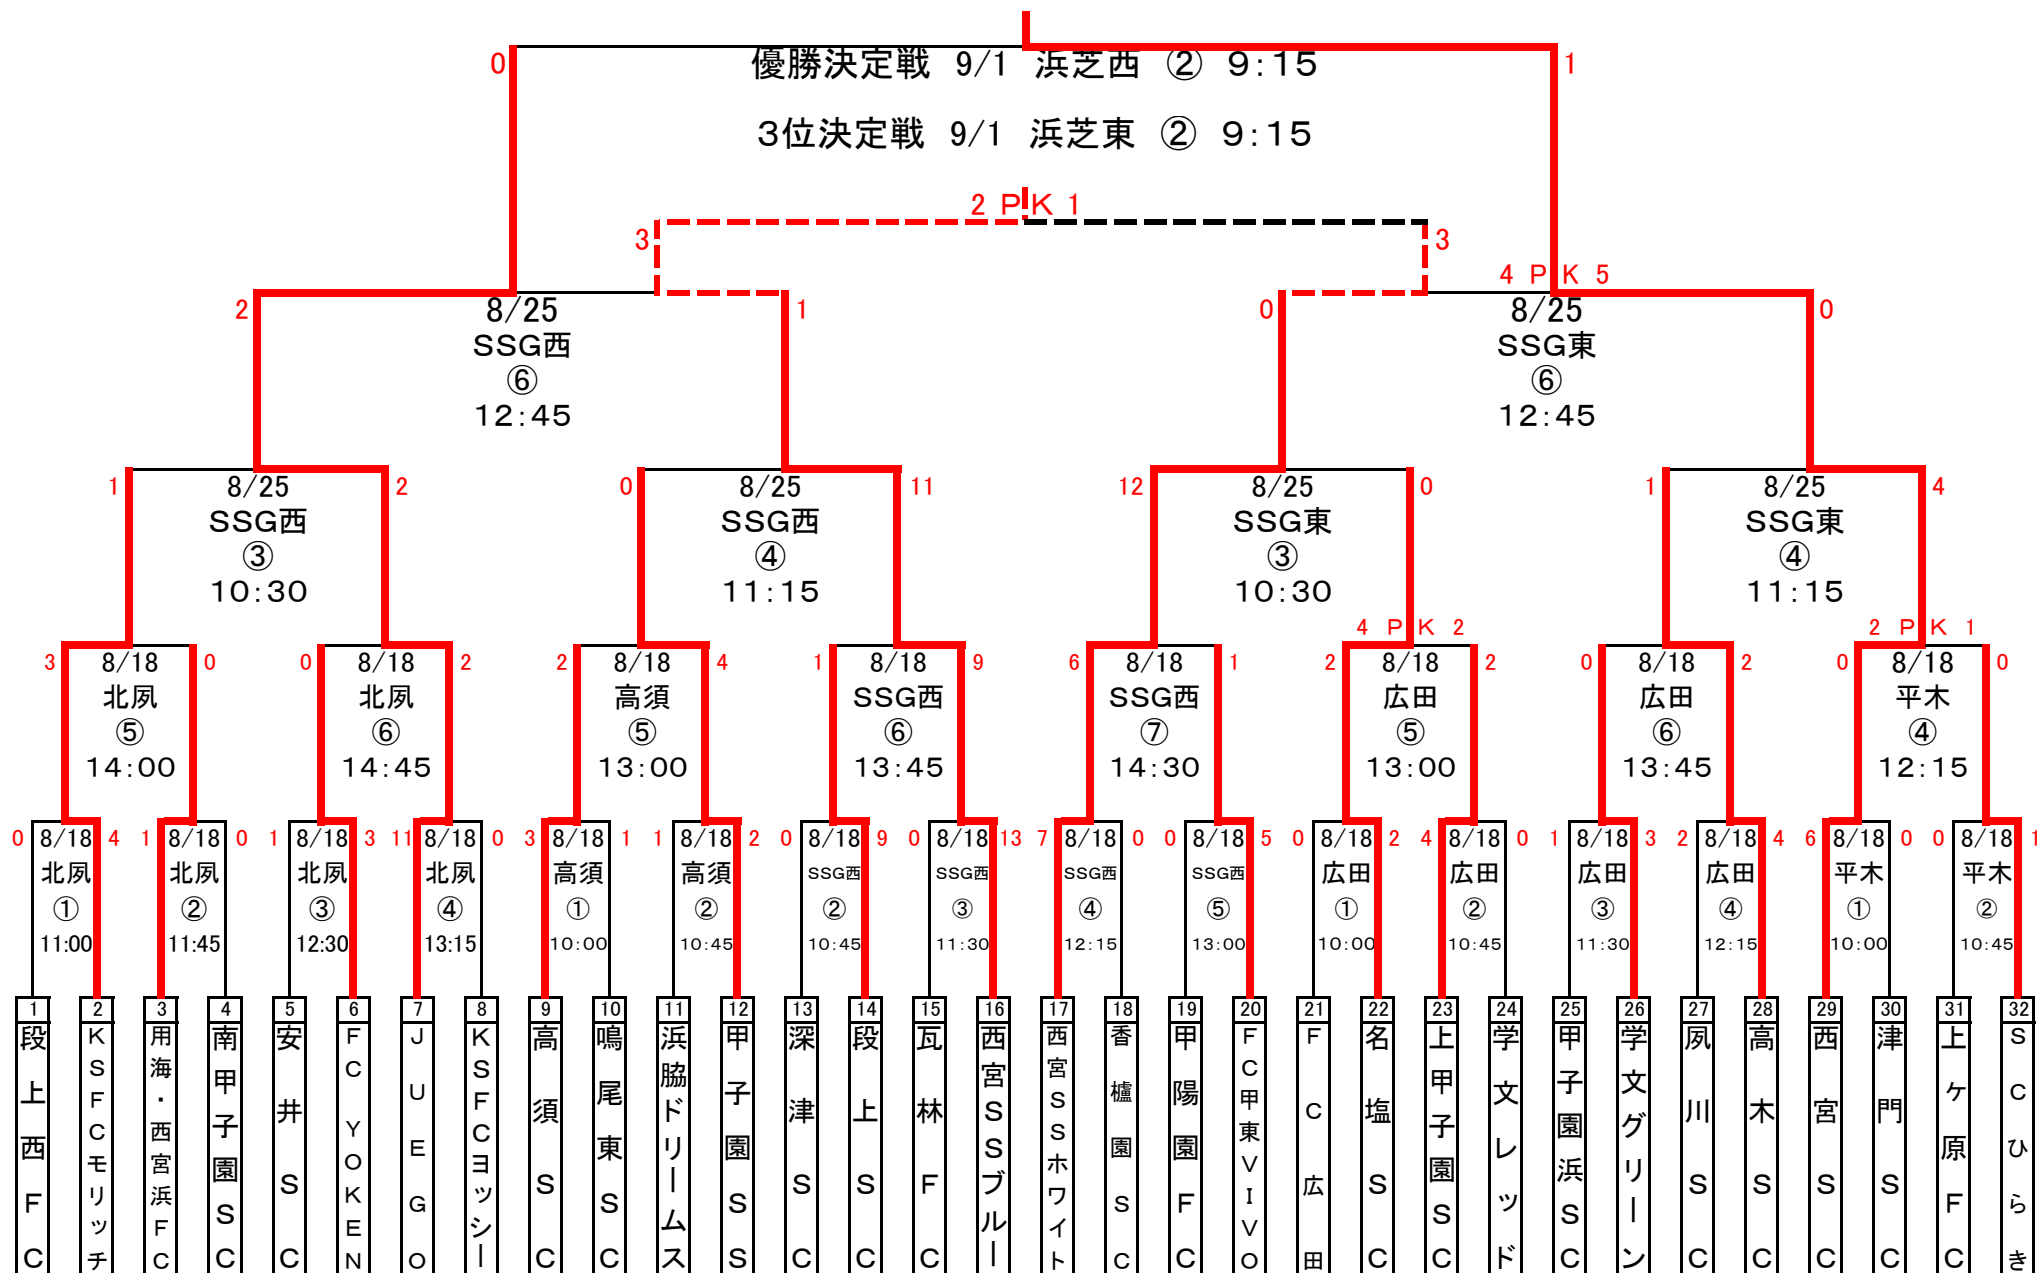 0 優勝決定戦 9/1 浜芝西 ② 9:15 1
3位決定戦 9/1 浜芝東 ② 9:15
2 PK 1
3 3
4 PK 5
2 1 0 0
8/25 8/25
SSG西 SSG東
⑥ ⑥
12:45 12:45
1 2 0 11 12 0 1 4
8/25 8/25 8/25 8/25
SSG西 SSG西 SSG東 SSG東
③ ④ ③ ④
10:30 11:15 10:30 11:15
4 PK 2 2 PK 1
3 0 0 2 2 4 1 9 6 1 2 2 0 2 0 0
8/18 8/18 8/18 8/18 8/18 8/18 8/18 8/18
北夙 北夙 高須 SSG西 SSG西 広田 広田 平木
⑤ ⑥ ⑤ ⑥ ⑦ ⑤ ⑥ ④
14:00 14:45 13:00 13:45 14:30 13:00 13:45 12:15
0 8/18 4 1 8/18 0 1 8/18 3 11 8/18 0 3 8/18 1 1 8/18 2 0 8/18 9 0 8/18 13 7 8/18 0 0 8/18 5 0 8/18 2 4 8/18 0 1 8/18 3 2 8/18 4 6 8/18 0 0 8/18 1
北夙 北夙 北夙 北夙 高須 高須 SSG西 SSG西 SSG西 SSG西 広田 広田 広田 広田 平木 平木
① ② ③ ④ ① ② ② ③ ④ ⑤ ① ② ③ ④ ① ②
11:00 11:45 12:30 13:15 10:00 10:45 10:45 11:30 12:15 13:00 10:00 10:45 11:30 12:15 10:00 10:45
1 段上西FC
2 KSFCモリッチ
3 用海・西宮浜FC
4 南甲子園SC
5 安井SC
6 FC YOKEN
7 JUEGO
8 KSFCヨッシー
9 高須SC
10 鳴尾東SC
11 浜脇ドリームス
12 甲子園SS
13 深津SC
14 段上SC
15 瓦林FC
16 西宮SSブルー
17 西宮SSホワイト
18 香櫨園SC
19 甲陽園FC
20 FC甲東VIVO
21 FC広田
22 名塩SC
23 上甲子園SC
24 学文レッド
25 甲子園浜SC
26 学文グリーン
27 夙川SC
28 高木SC
29 西宮SC
30 津門SC
31 上ヶ原FC
32 SCひらき